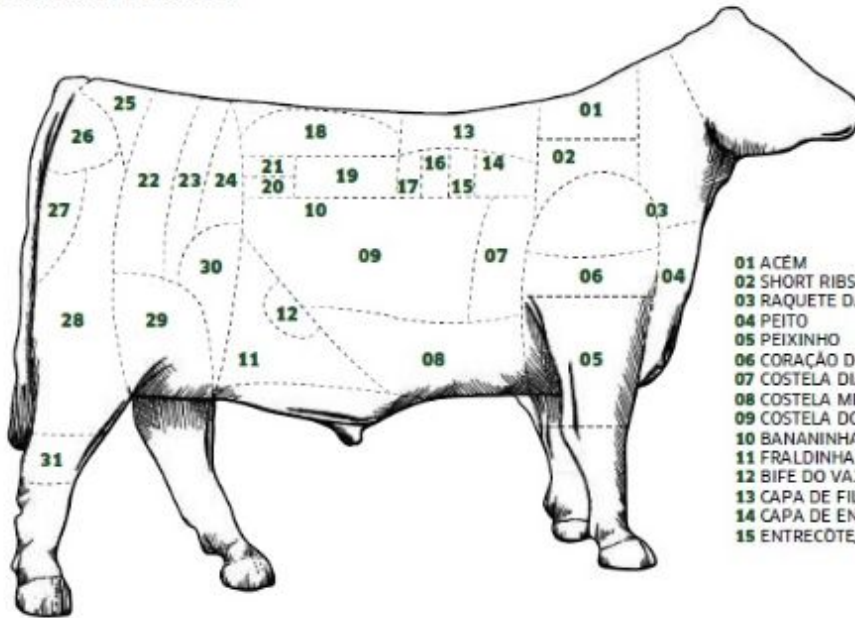 25
26
18
13
01
02
21
16
14
22
23
24
19
20
17
15
27
10
03
09
07
30
06
04
28
29
12
11
08
05
31
01 ACÉM
02 SHORT RIBS
03 RAQUETE
04 PEITO
05 PEIXINHO
06 CORAÇÃO
07 COSTELA
08 COSTELA
09 COSTELA
10 BANANINHA
11 FRALDINHA
12 BIFE DO
13 CAPA DE
14 CAPA DE
15 ENTRECÔTE